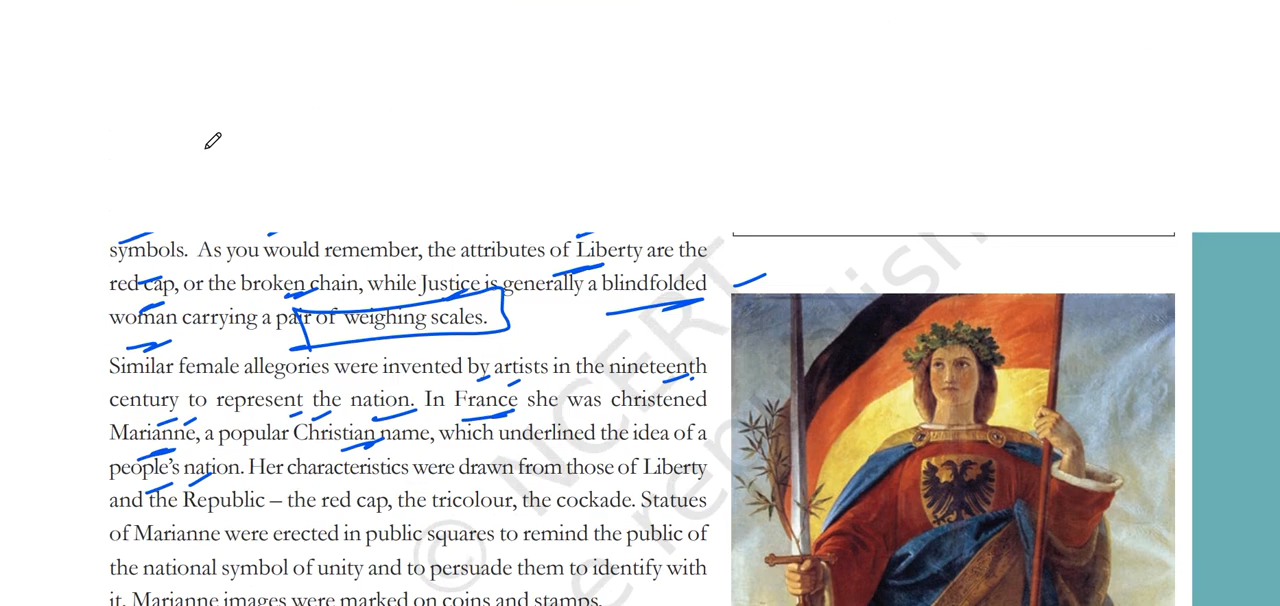 symbols. As you would remember, the attributes of Liberty are the
red cap, or the broken chain, while Justice is generally a blindfolded
woman carrying a pair of weighing scales.
Similar female allegories were invented by artists in the nineteenth
century to represent the nation. In France she was christened
Marianne, a popular Christian name, which underlined the idea of a
people's nation. Her characteristics were drawn from those of Liberty
and the Republic – the red cap, the tricolour, the cockade. Statues
of Marianne were erected in public squares to remind the public of
the national symbol of unity and to persuade them to identify with
it. Marianne images were marked on coins and stamps.
© NCERT